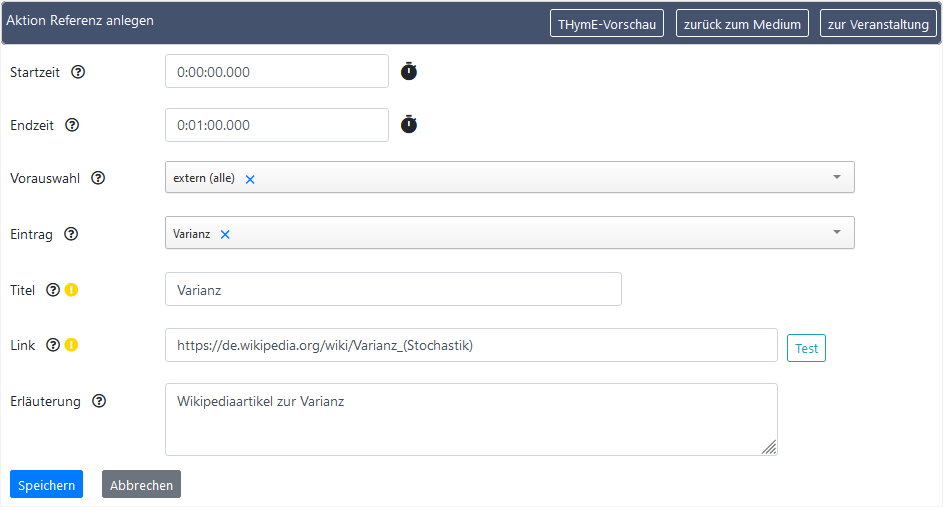 Aktion Referenz anlegen THymE-Vorschau zurück zum Medium zur Veranstaltung
Startzeit 0:00:00.000
Endzeit 0:01:00.000
Vorauswahl extern (alle) ×
Eintrag Varianz ×
Titel Varianz
Link https://de.wikipedia.org/wiki/Varianz_(Stochastik) Test
Erläuterung Wikipediaartikel zur Varianz
Speichern Abbrechen